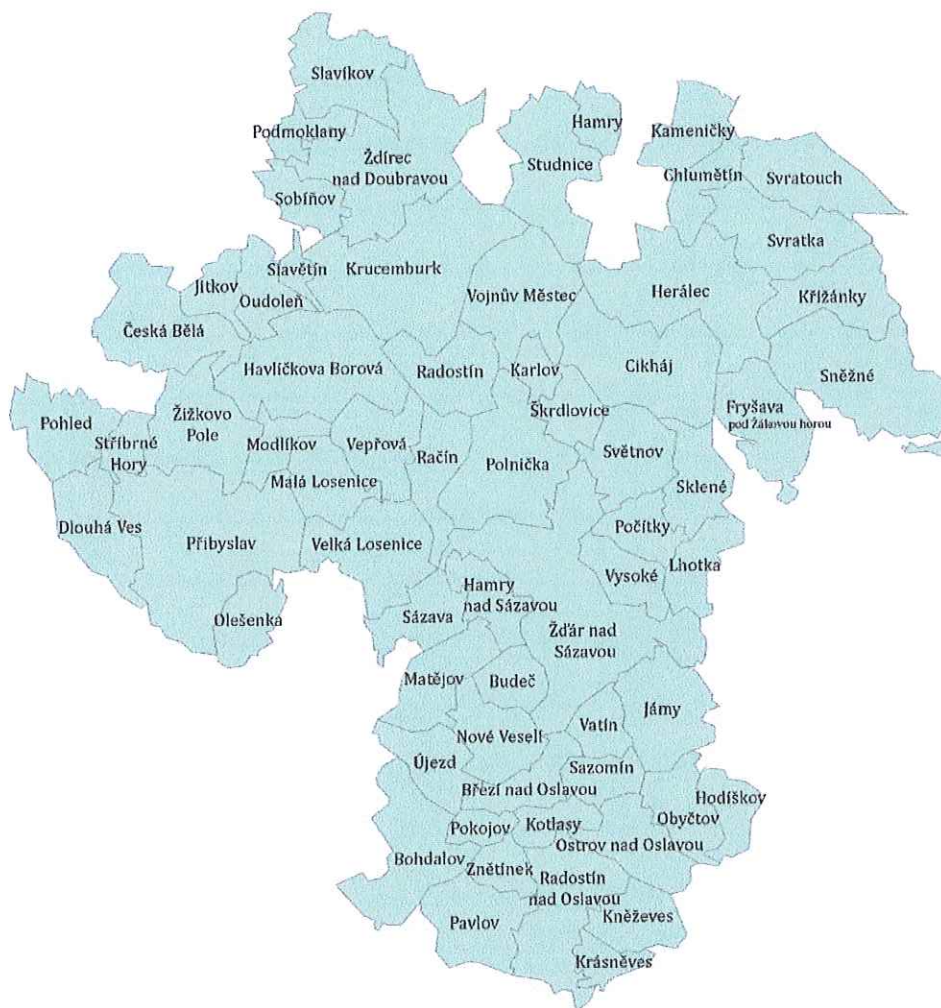 Slavíkov
Hamry
Kameničky
Podmoklany
Ždírec
nad Doubravou
Studnice
Chlumětín
Svratouch
Sobíňov
Svratka
Slavětín
Krucemburk
Jitkov
Oudoleň
Vojnův Městec
Herálec
Křižánky
Česká Bělá
Havlíčkova Borová
Radostín
Karlov
Cikháj
Sněžné
Škrdlovice
Fryšava
pod Žákovou horou
Pohled
Stříbrné
Hory
Žižkovo
Pole
Modlíkov
Vepřová
Račín
Polnička
Světnov
Malá Losenice
Sklené
Dlouhá Ves
Přibyslav
Velká Losenice
Počítky
Vysoké
Lhotka
Olešenka
Sázava
Hamry
nad Sázavou
Žďár nad
Sázavou
Matějov
Budeč
Jámy
Nové Veselí
Vatín
Újezd
Sazomín
Březí nad Oslavou
Hodíškov
Obyčtov
Pokojov
Kotlasy
Ostrov nad Oslavou
Bohdalov
Znětínek
Radostín
nad Oslavou
Pavlov
Kněževes
Krásněves